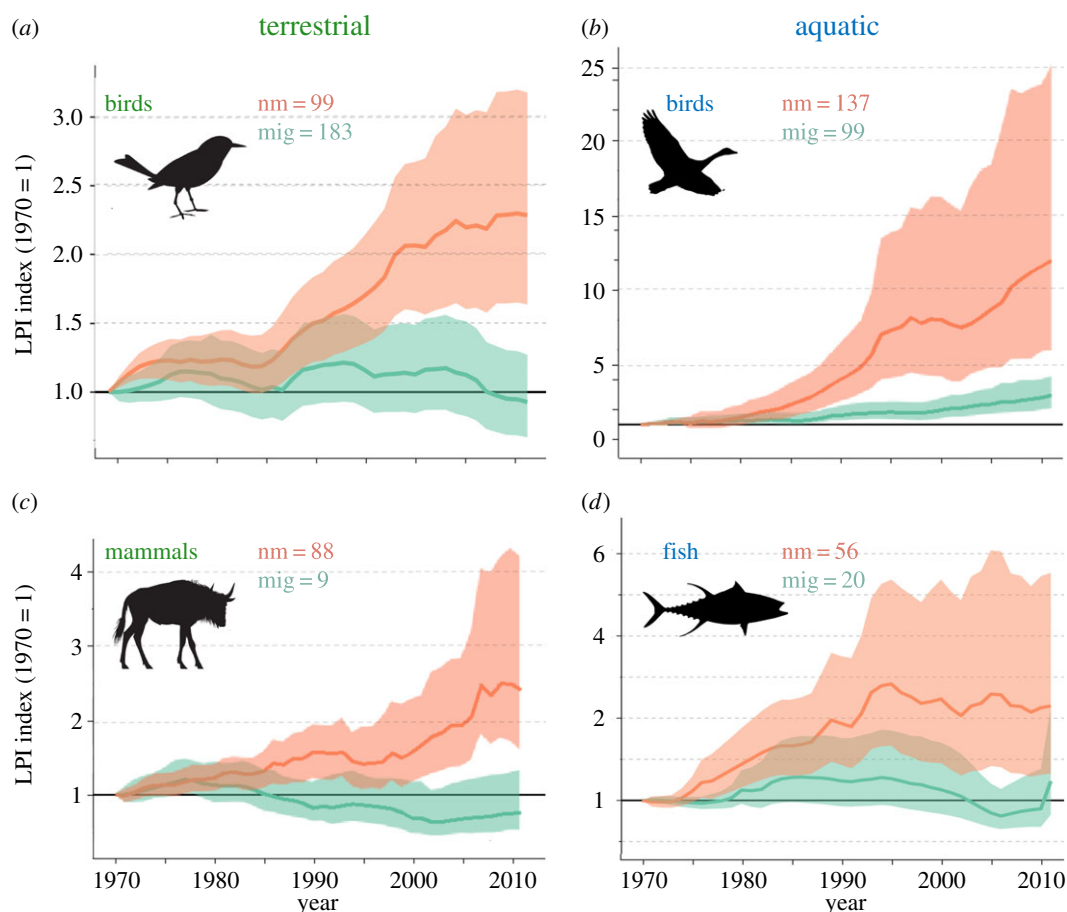 (a) terrestrial
birds nm = 99
mig = 183
LPI index (1970 = 1)
3.0
2.5
2.0
1.5
1.0
(b) aquatic
birds nm = 137
mig = 99
25
20
15
10
5
0
(c)
mammals nm = 88
mig = 9
LPI index (1970 = 1)
4
3
2
1
1970 1980 1990 2000 2010
year
(d)
fish nm = 56
mig = 20
6
4
2
1
1970 1980 1990 2000 2010
year